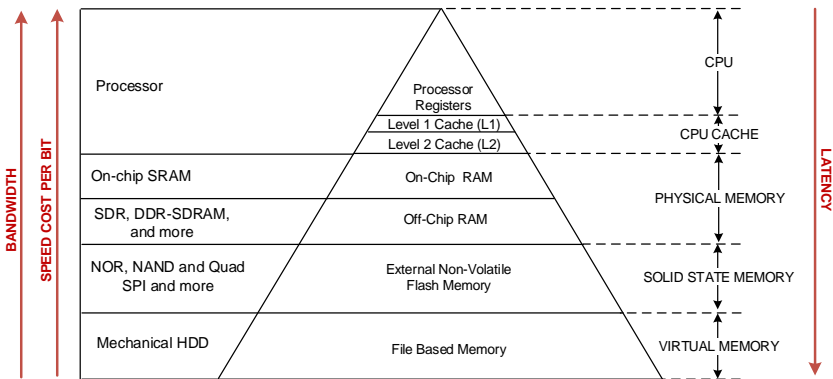 BANDWIDTH
SPEED COST PER BIT
Processor
On-chip SRAM
SDR, DDR-SDRAM,
and more
NOR, NAND and Quad
SPI and more
Mechanical HDD
Processor
Registers
Level 1 Cache (L1)
Level 2 Cache (L2)
On-Chip RAM
Off-Chip RAM
External Non-Volatile
Flash Memory
File Based Memory
CPU
CPU CACHE
PHYSICAL MEMORY
SOLID STATE MEMORY
VIRTUAL MEMORY
LATENCY